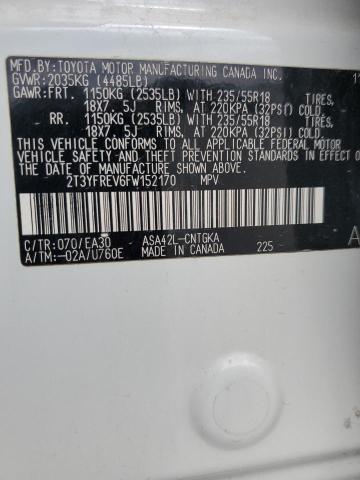 MFD. BY: TOYOTA MOTOR MANUFACTURING CANADA INC. 11
GVWR: 2035KG (4485LB)
GAWR: FRT. 1150KG (2535LB) WITH 235/55R18 TIRES,
18X7. 5J RIMS, AT 220KPA (32PSI) COLD
RR. 1150KG (2535LB) WITH 235/55R18 TIRES,
18X7. 5J RIMS, AT 220KPA (32PSI) COLD
THIS VEHICLE CONFORMS TO ALL APPLICABLE FEDERAL MOTOR
VEHICLE SAFETY STANDARDS IN EFFECT ON THE
DATE OF MANUFACTURE SHOWN ABOVE.
2T3YFREV6FW152170 MPV
C/TR: 070/EA30 ASA42L-CNTGKA
A/TM: -02A/U760E MADE IN CANADA 225
A